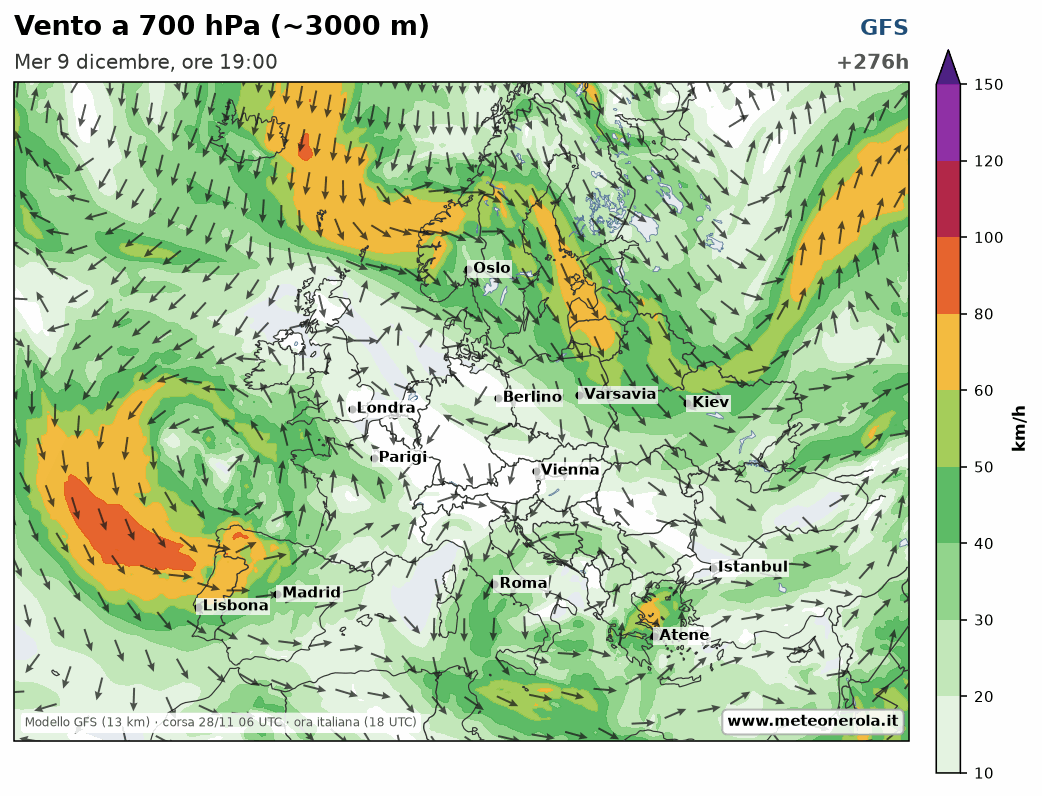 Vento a 700 hPa (~3000 m)
GFS
Mer 9 dicembre, ore 19:00
+276h
150
120
100
80
60
50
40
30
20
10
km/h
Oslo
Berlino
Varsavia
Kiev
Londra
Parigi
Vienna
Istanbul
Roma
Madrid
Lisbona
Atene
Modello GFS (13 km) · corsa 28/11 06 UTC · ora italiana (18 UTC)
www.meteonerola.it